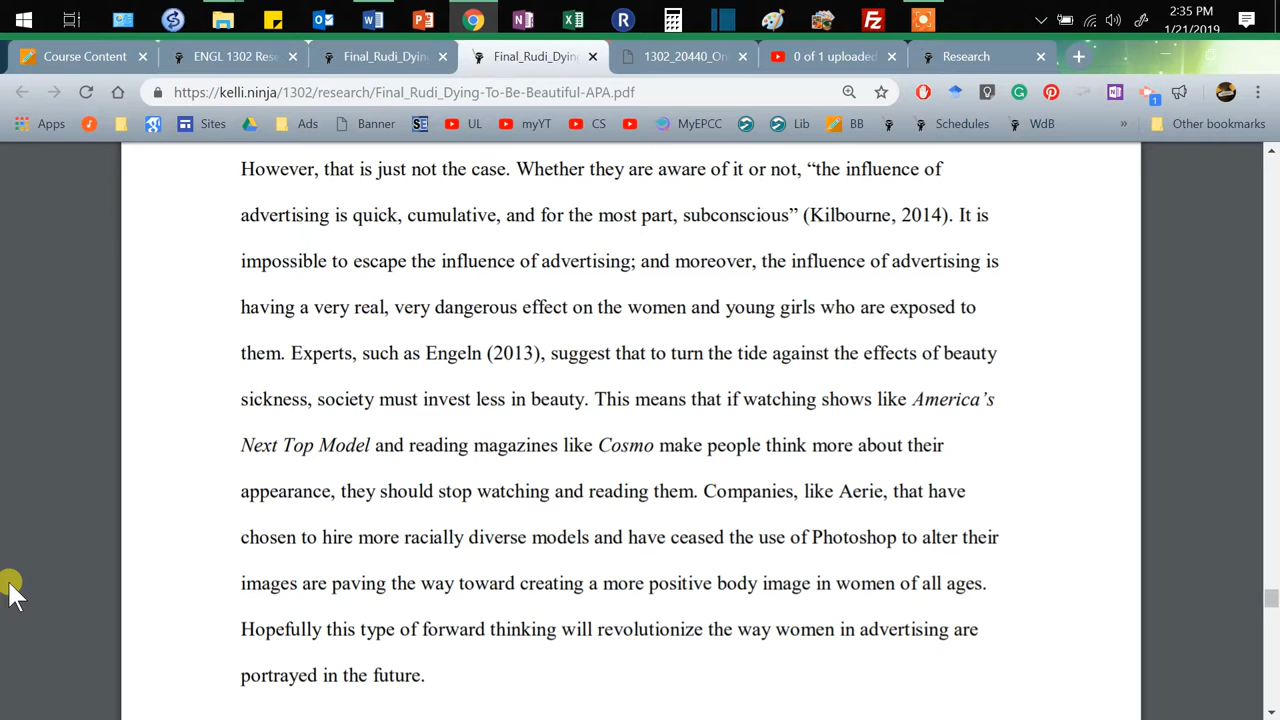 2:35 PM
1/21/2019
Course Content
ENGL 1302 Rese
Final_Rudi_Dying
Final_Rudi_Dying
1302_20440_On
0 of 1 uploaded
Research
https://kelli.ninja/1302/research/Final_Rudi_Dying-To-Be-Beautiful-APA.pdf
1
Apps
Sites
Ads
Banner
SE
UL
myYT
CS
MyEPCC
Lib
BB
Schedules
WdB
»
Other bookmarks
However, that is just not the case. Whether they are aware of it or not, “the influence of
advertising is quick, cumulative, and for the most part, subconscious” (Kilbourne, 2014). It is
impossible to escape the influence of advertising; and moreover, the influence of advertising is
having a very real, very dangerous effect on the women and young girls who are exposed to
them. Experts, such as Engeln (2013), suggest that to turn the tide against the effects of beauty
sickness, society must invest less in beauty. This means that if watching shows like America’s
Next Top Model and reading magazines like Cosmo make people think more about their
appearance, they should stop watching and reading them. Companies, like Aerie, that have
chosen to hire more racially diverse models and have ceased the use of Photoshop to alter their
images are paving the way toward creating a more positive body image in women of all ages.
Hopefully this type of forward thinking will revolutionize the way women in advertising are
portrayed in the future.